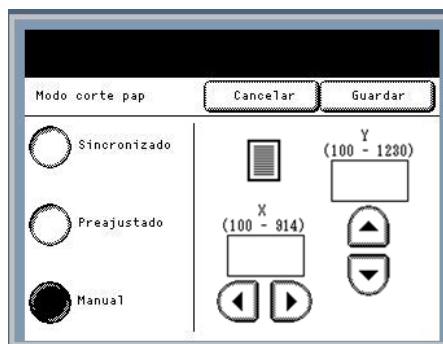 Modo corte pap
Cancelar
Guardar
Sincronizado
Preajustado
Manual
X
(100 - 914)
Y
(100 - 1230)